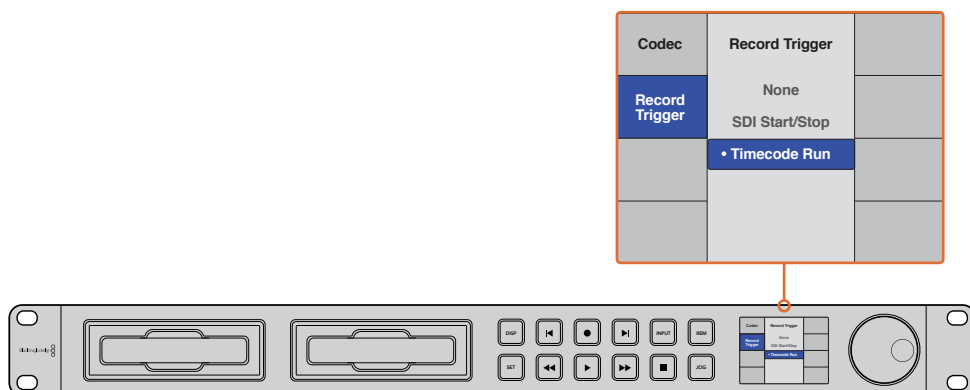 Codec
Record Trigger
Record
Trigger
None
SDI Start/Stop
• Timecode Run
DISP
INPUT
REM
SET
JOG
Codec
Record Trigger
Record
Trigger
None
SDI Start/Stop
• Timecode Run